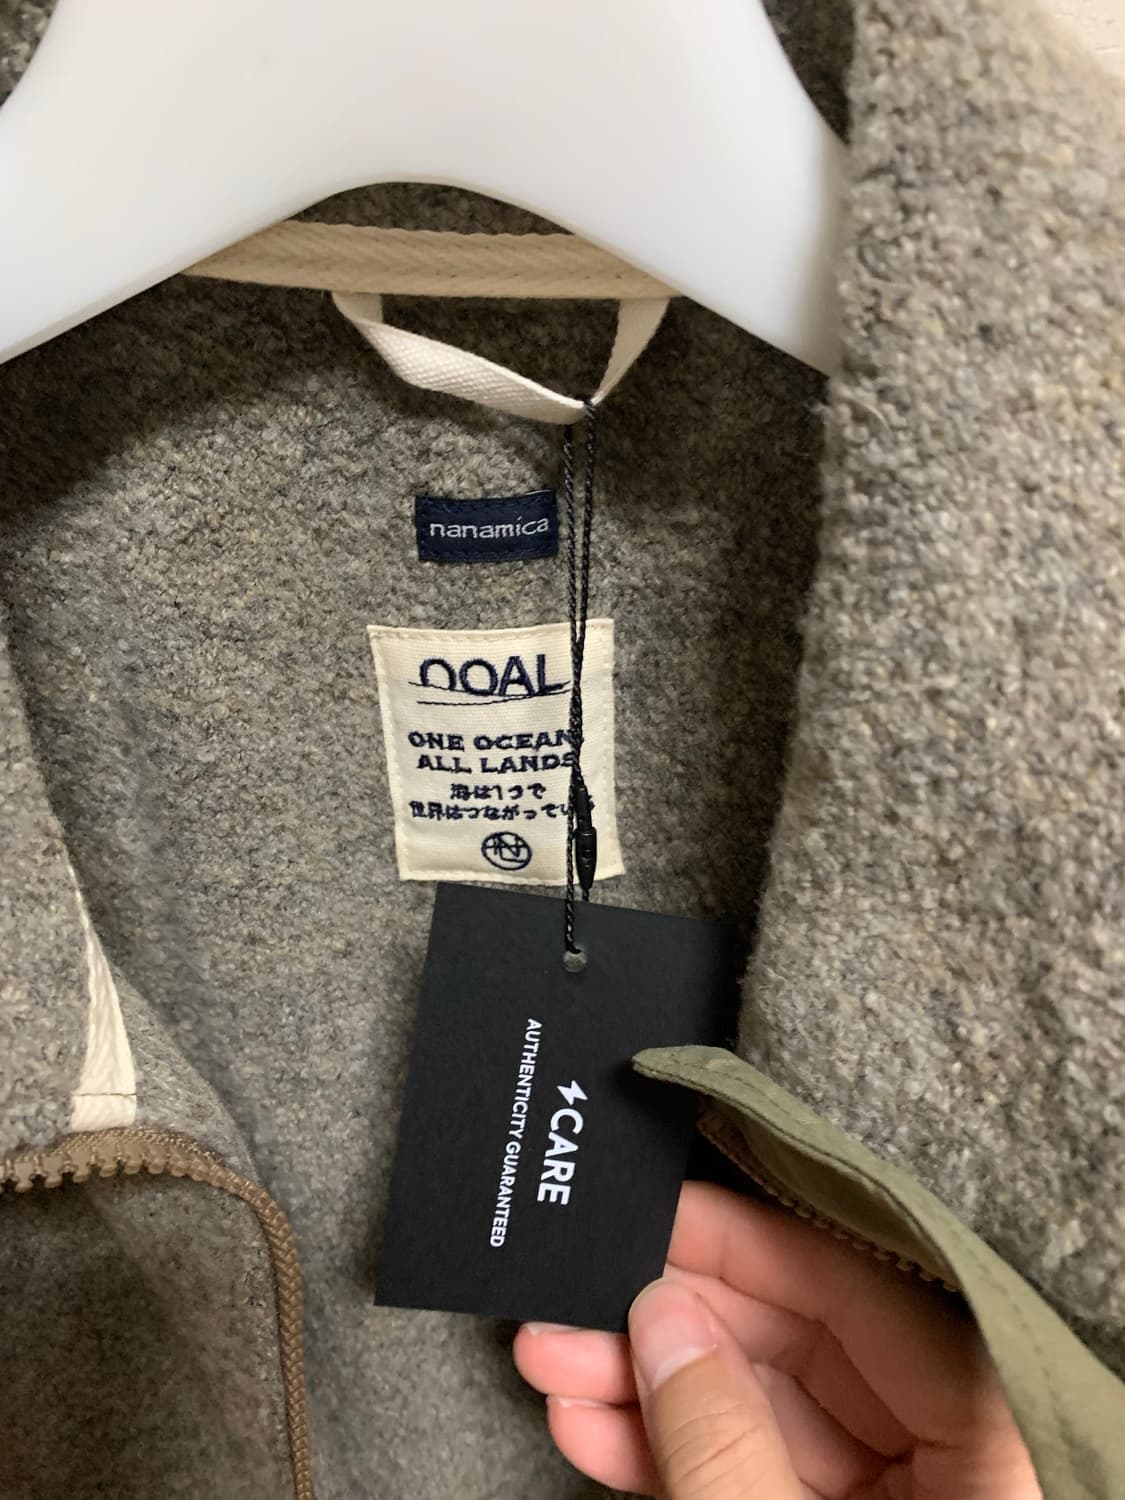 nanamica
OOAL
ONE OCEAN
ALL LANDS
海は1つで
世界はつながってい
CARE
AUTHENTICITY GUARANTEED